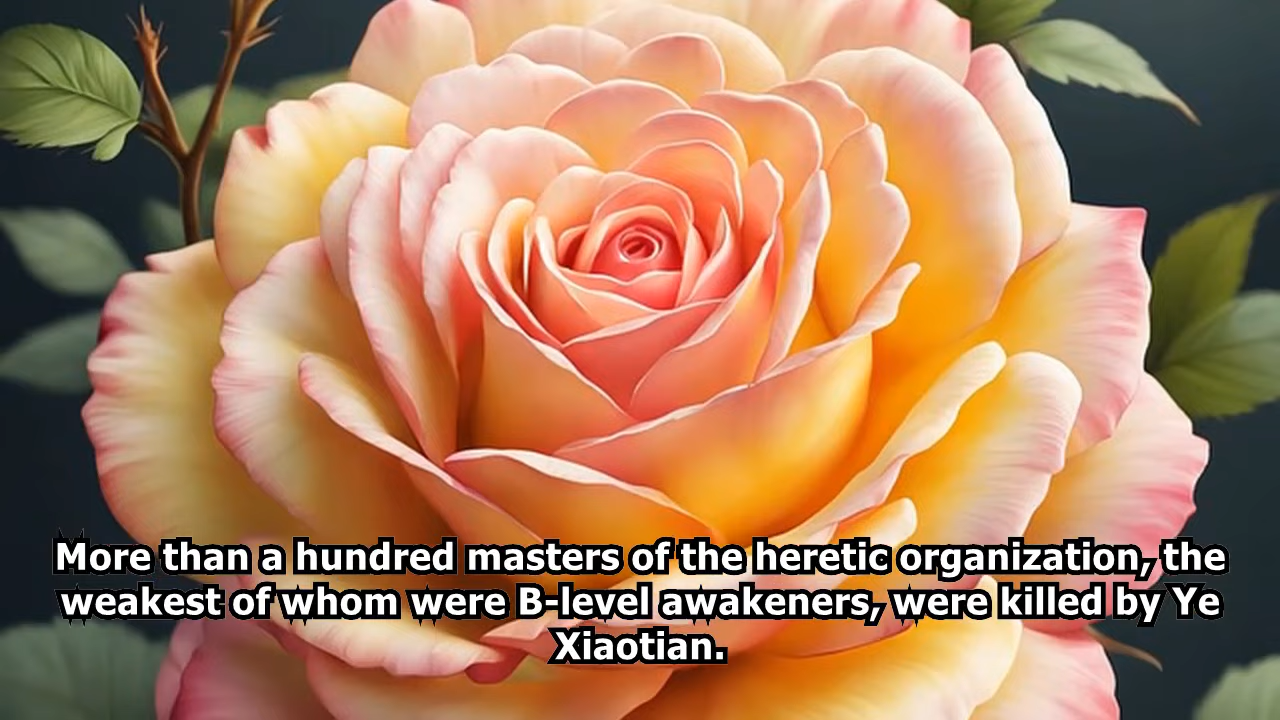 More than a hundred masters of the heretic organization, the
weakest of whom were B-level awakeners, were killed by Ye
Xiaotian.